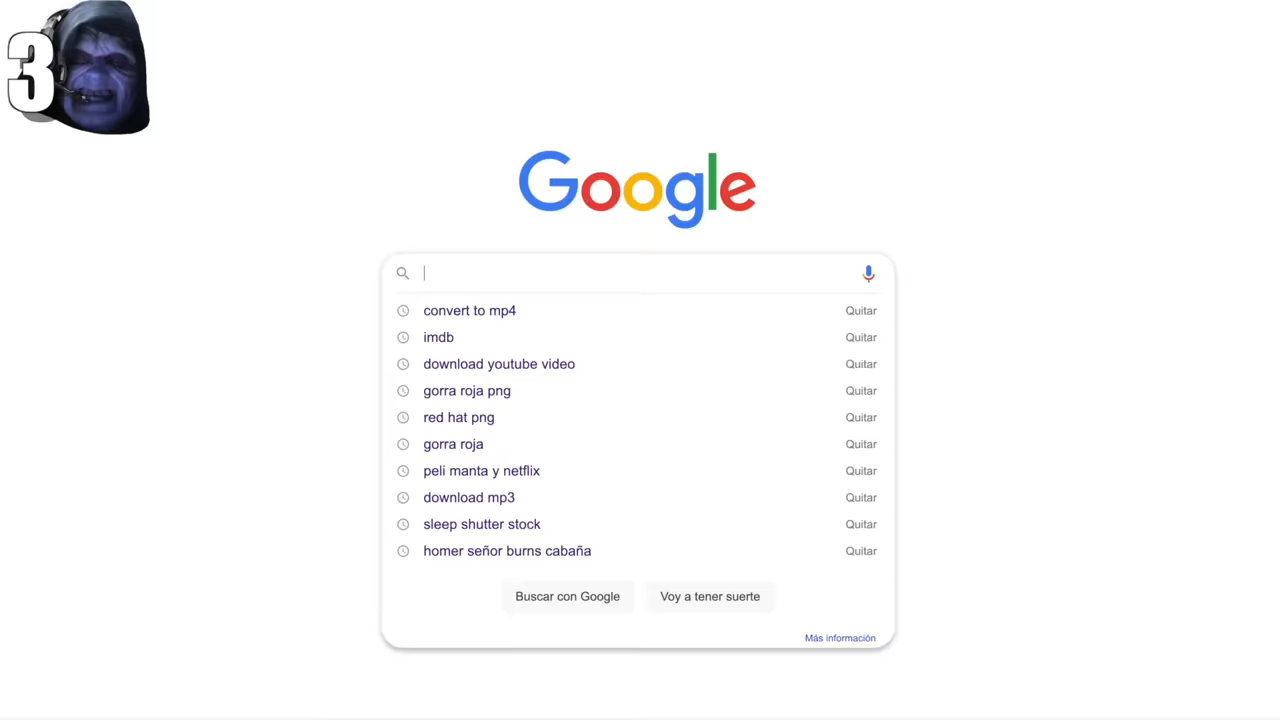 3
Google
convert to mp4 Quitar
imdb Quitar
download youtube video Quitar
gorra roja png Quitar
red hat png Quitar
gorra roja Quitar
peli manta y netflix Quitar
download mp3 Quitar
sleep shutter stock Quitar
homer señor burns cabaña Quitar
Buscar con Google Voy a tener suerte
Más información